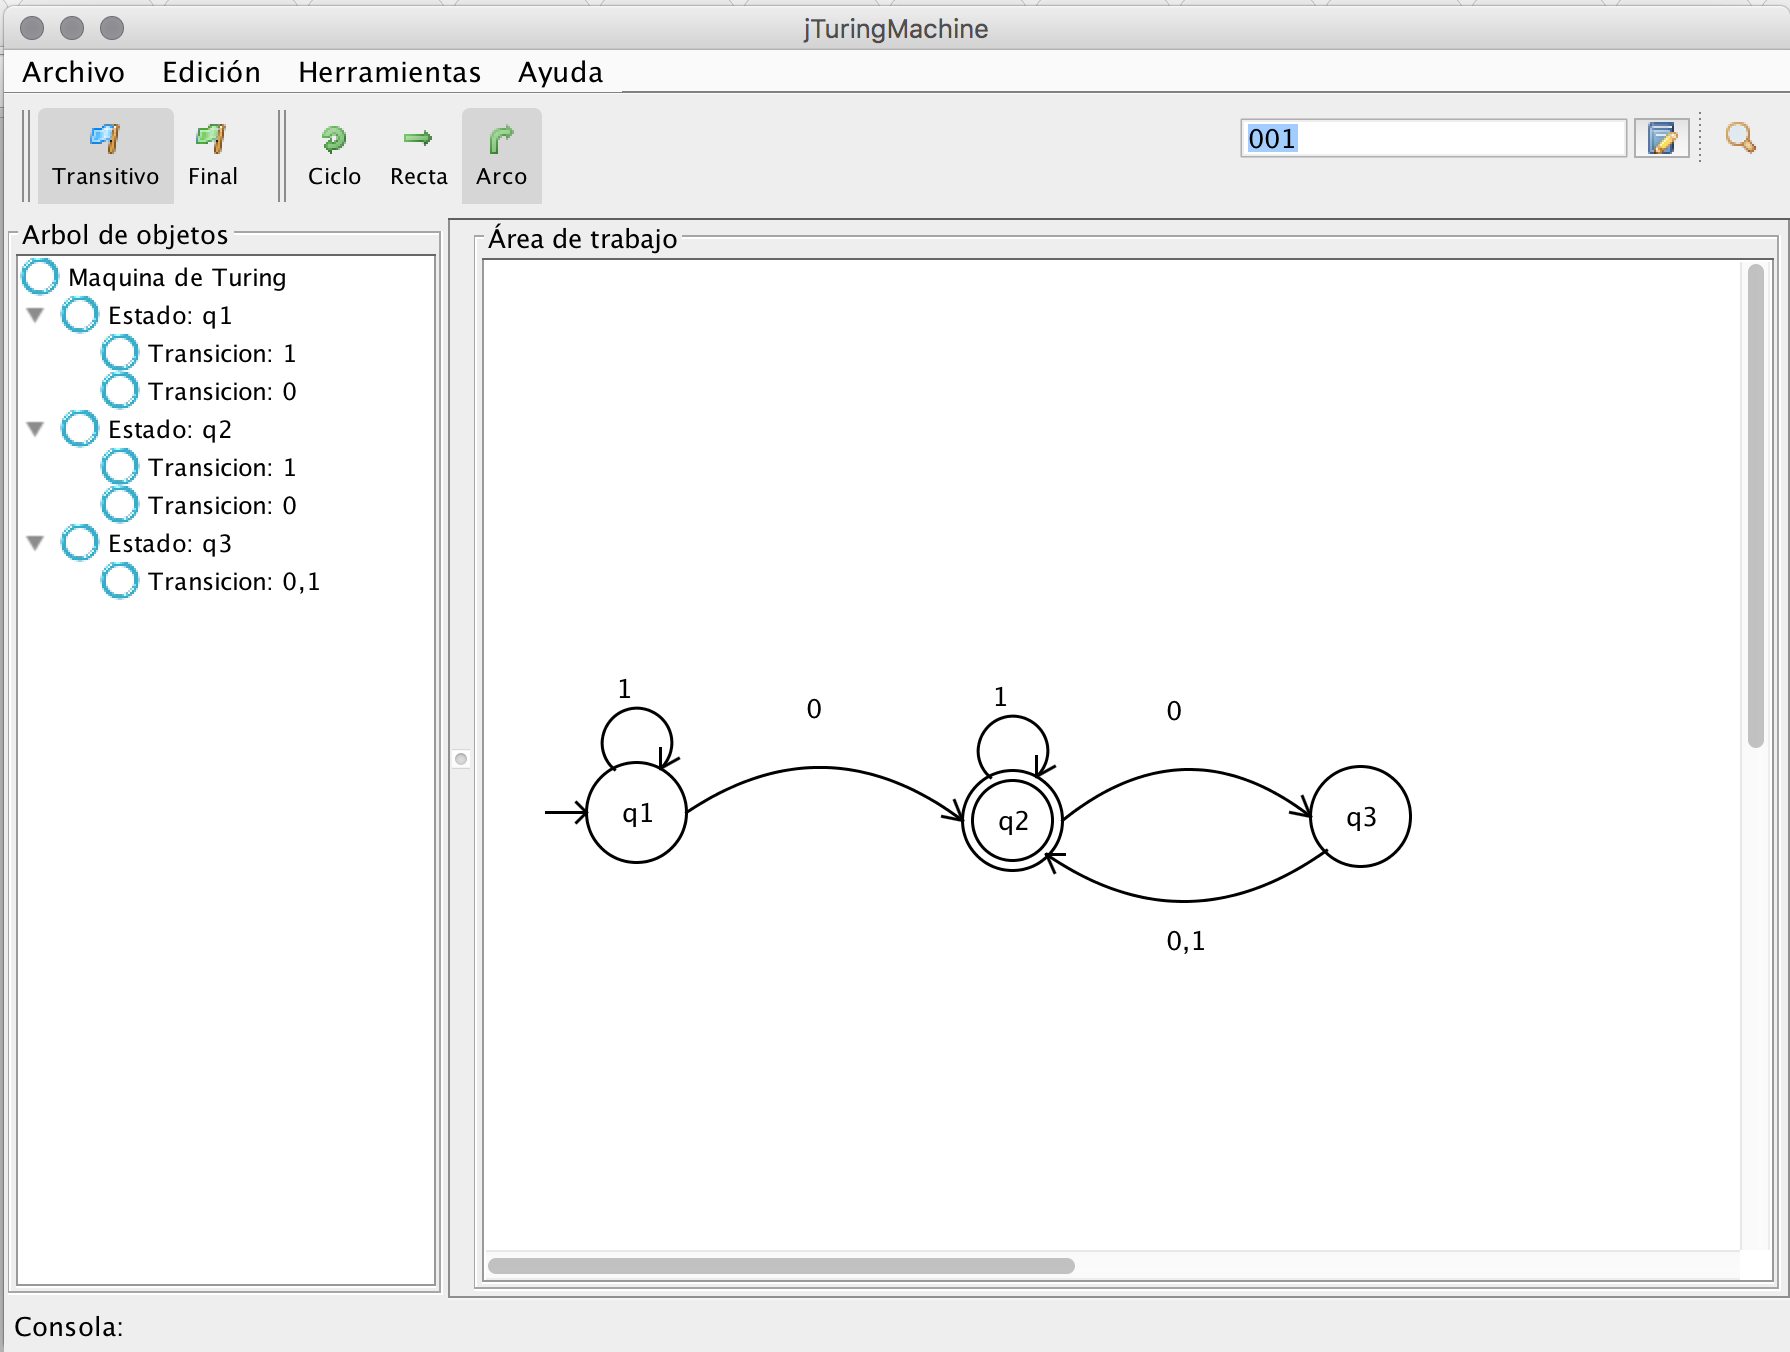 jTuringMachine
Archivo Edición Herramientas Ayuda
Transitivo Final Ciclo Recta Arco
001
Arbol de objetos
Maquina de Turing
Estado: q1
Transicion: 1
Transicion: 0
Estado: q2
Transicion: 1
Transicion: 0
Estado: q3
Transicion: 0,1
Área de trabajo
1
0
1
0
q1
q2
q3
0,1
Consola: